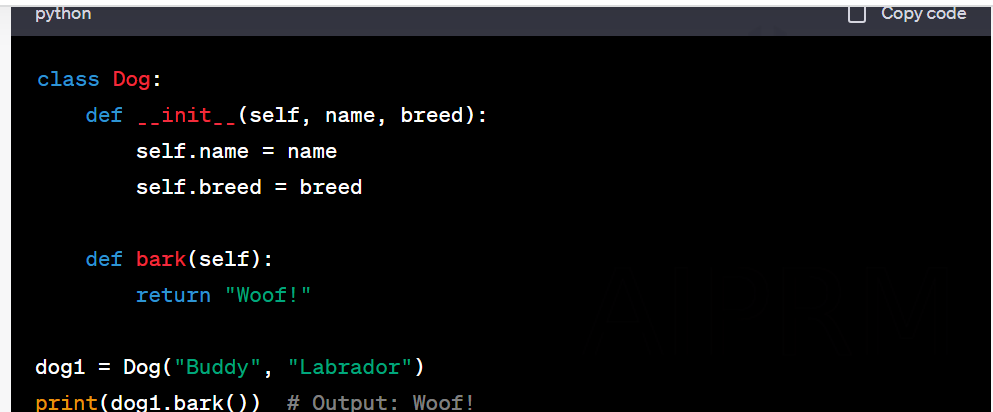 python Copy code
class Dog:
    def __init__(self, name, breed):
        self.name = name
        self.breed = breed
    def bark(self):
        return "Woof!"
dog1 = Dog("Buddy", "Labrador")
print(dog1.bark())  # Output: Woof!